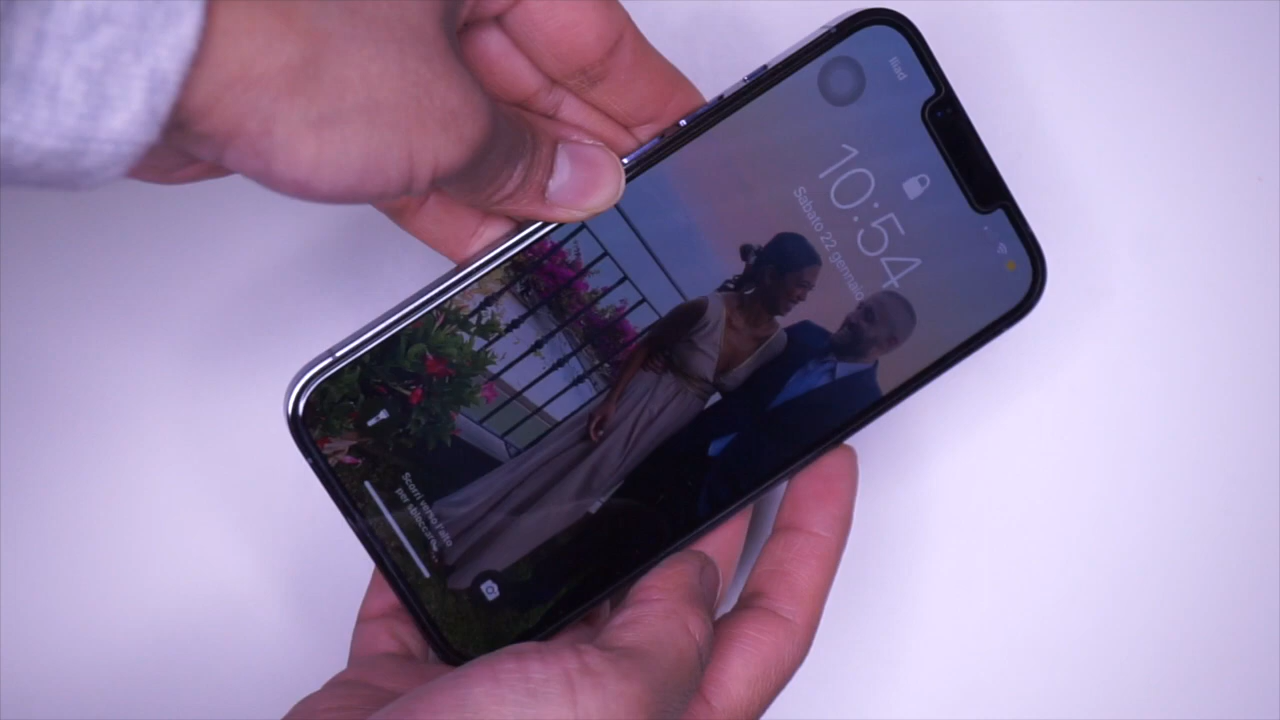 Iliad
10:54
Sabato 22 gennaio
Scorri verso l'alto
per sbloccare